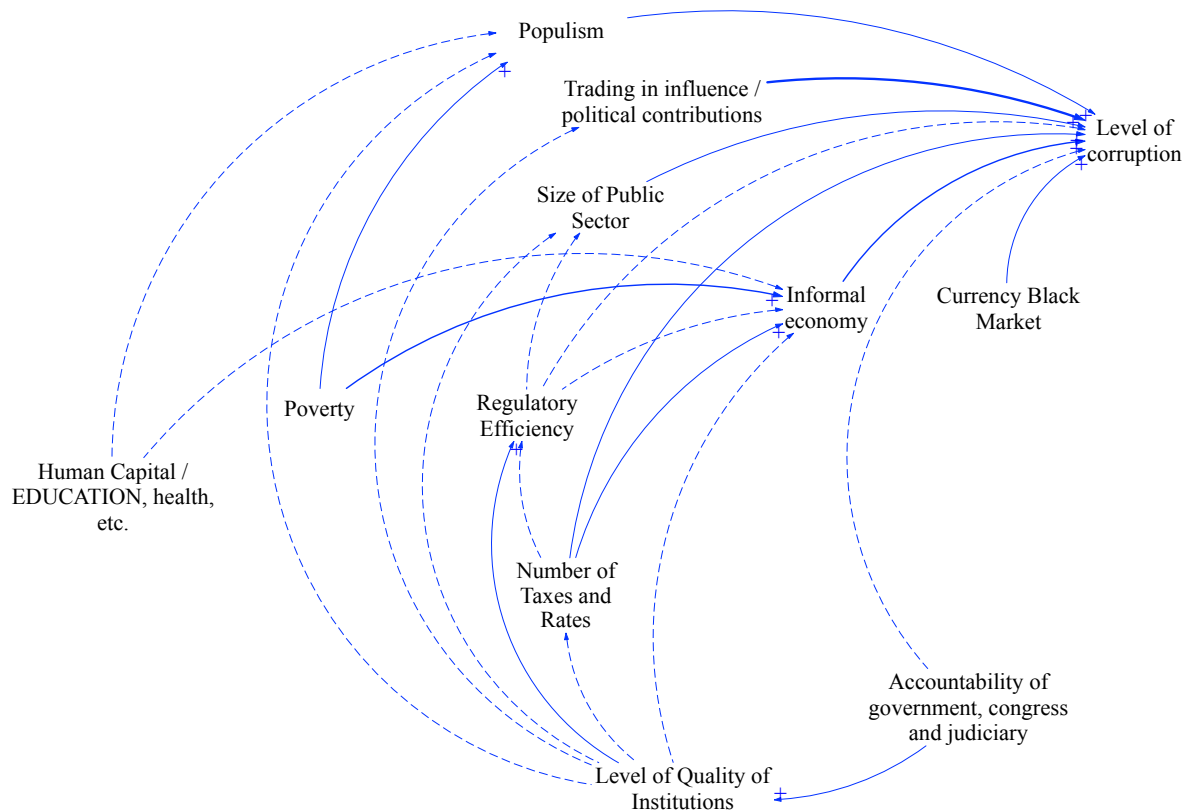 Populism
Trading in influence /
political contributions
Level of
corruption
Size of Public
Sector
Informal
economy
Currency Black
Market
Poverty
Regulatory
Efficiency
Human Capital /
EDUCATION, health,
etc.
Number of
Taxes and
Rates
Accountability of
government, congress
and judiciary
Level of Quality of
Institutions